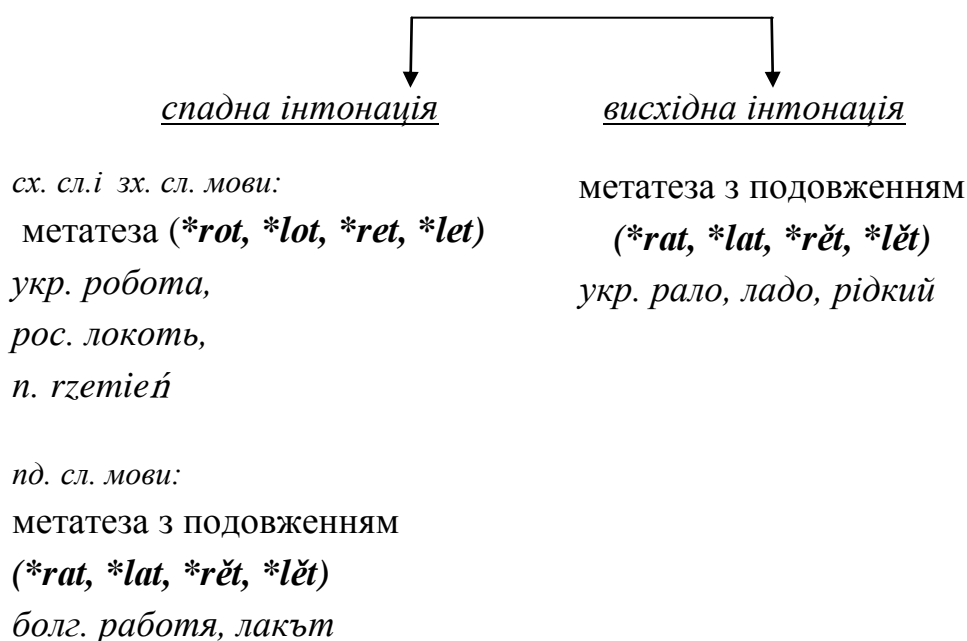 спадна інтонація
сх. сл.і зх. сл. мови:
метатеза (*rot, *lot, *ret, *let)
укр. робота,
рос. локоть,
п. rzemień
пд. сл. мови:
метатеза з подовженням
(*rat, *lat, *rět, *lět)
болг. работя, лакът
висхідна інтонація
метатеза з подовженням
(*rat, *lat, *rět, *lět)
укр. рало, ладо, рідкий